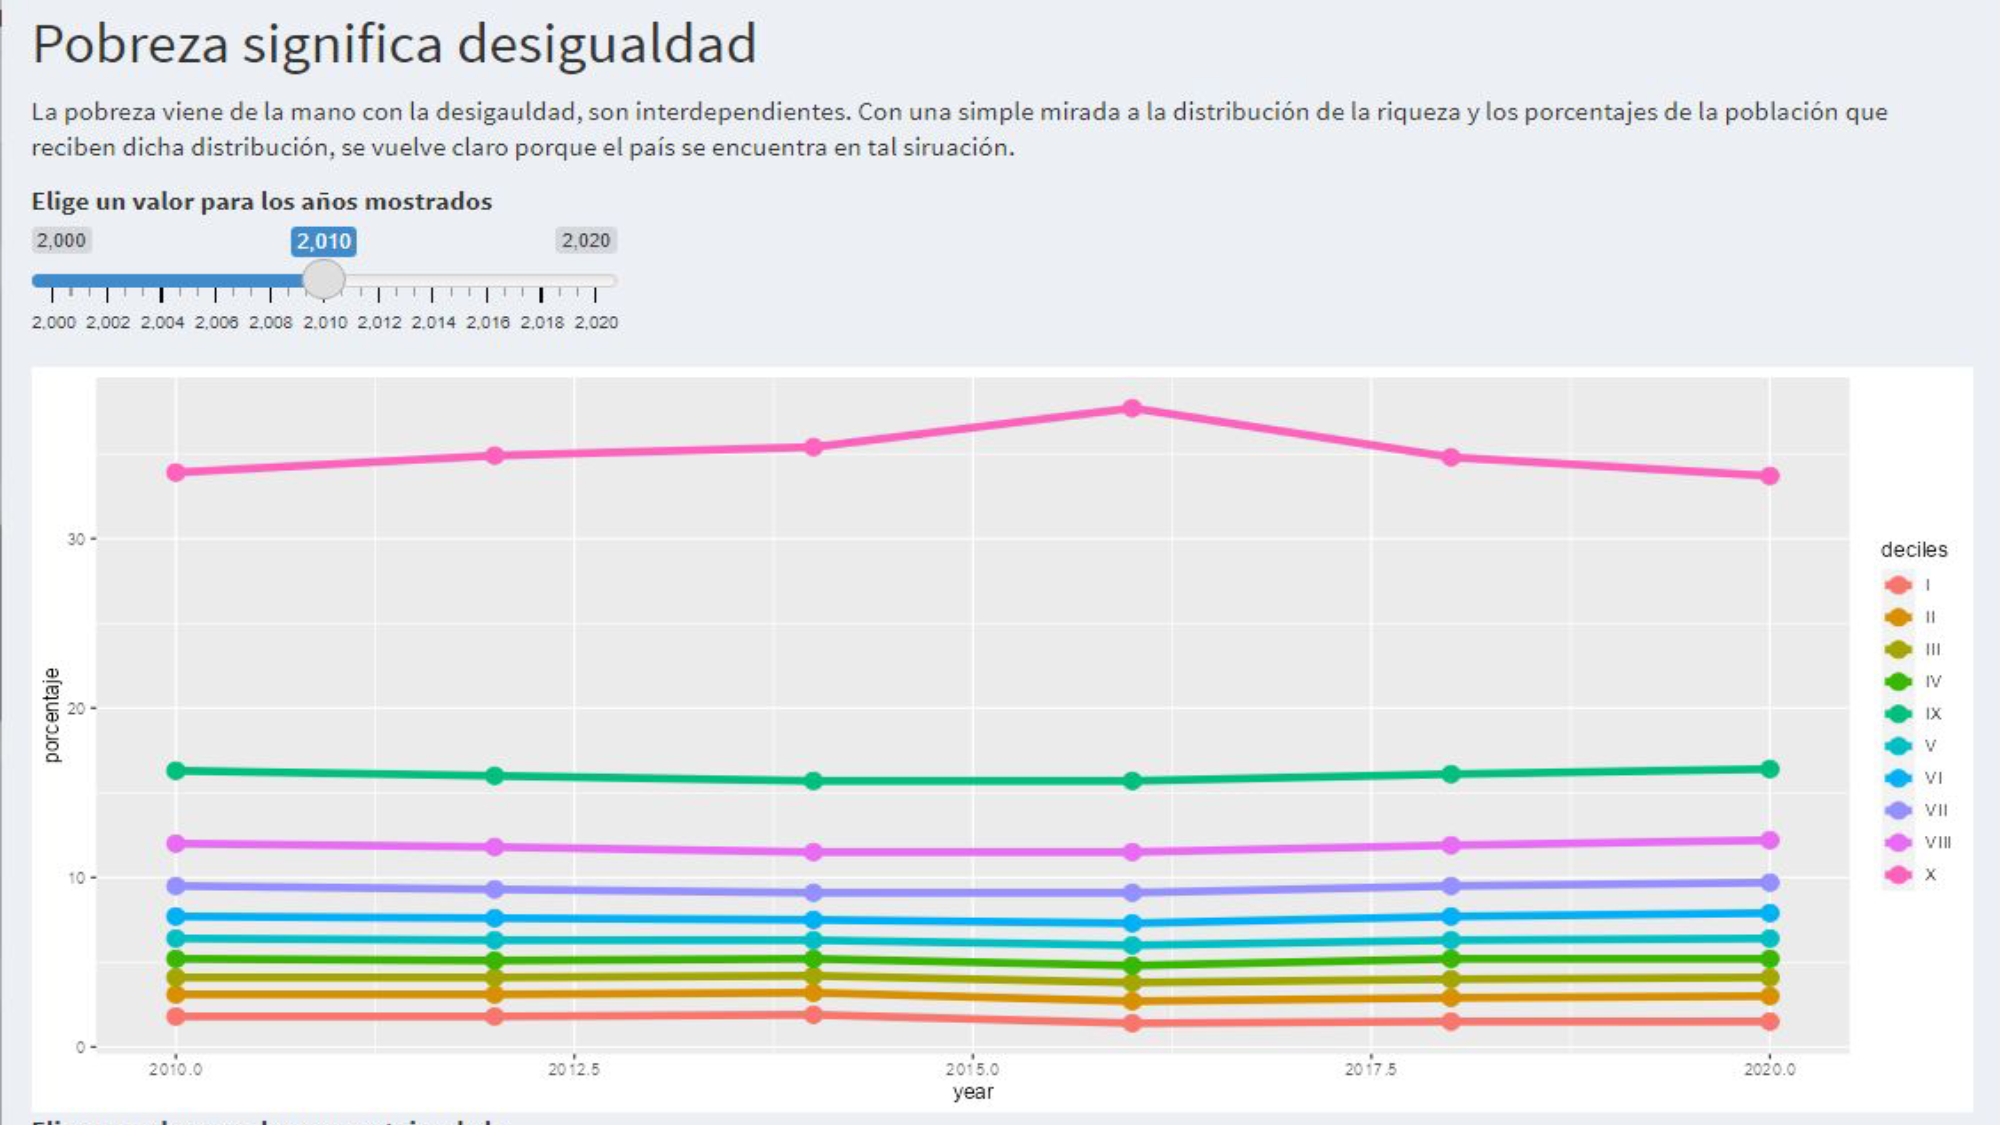 Pobreza significa desigualdad
La pobreza viene de la mano con la desigauldad, son interdependientes. Con una simple mirada a la distribución de la riqueza y los porcentajes de la población que
reciben dicha distribución, se vuelve claro porque el país se encuentra en tal siruación.
Elige un valor para los años mostrados
2,000 2,010 2,020
2,000 2,002 2,004 2,006 2,008 2,010 2,012 2,014 2,016 2,018 2,020
porcentaje
30
20
10
0
2010.0 2012.5 2015.0 2017.5 2020.0
year
deciles
I
II
III
IV
IX
V
VI
VII
VIII
X